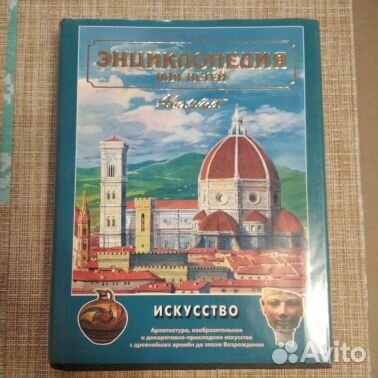 ЭНЦИКЛОПЕДИЯ
ДЛЯ ДЕТЕЙ
Аванта+
ИСКУССТВО
Архитектура, изобразительное
и декоративно-прикладное искусство
с древнейших времён до эпохи Возрождения
Avito